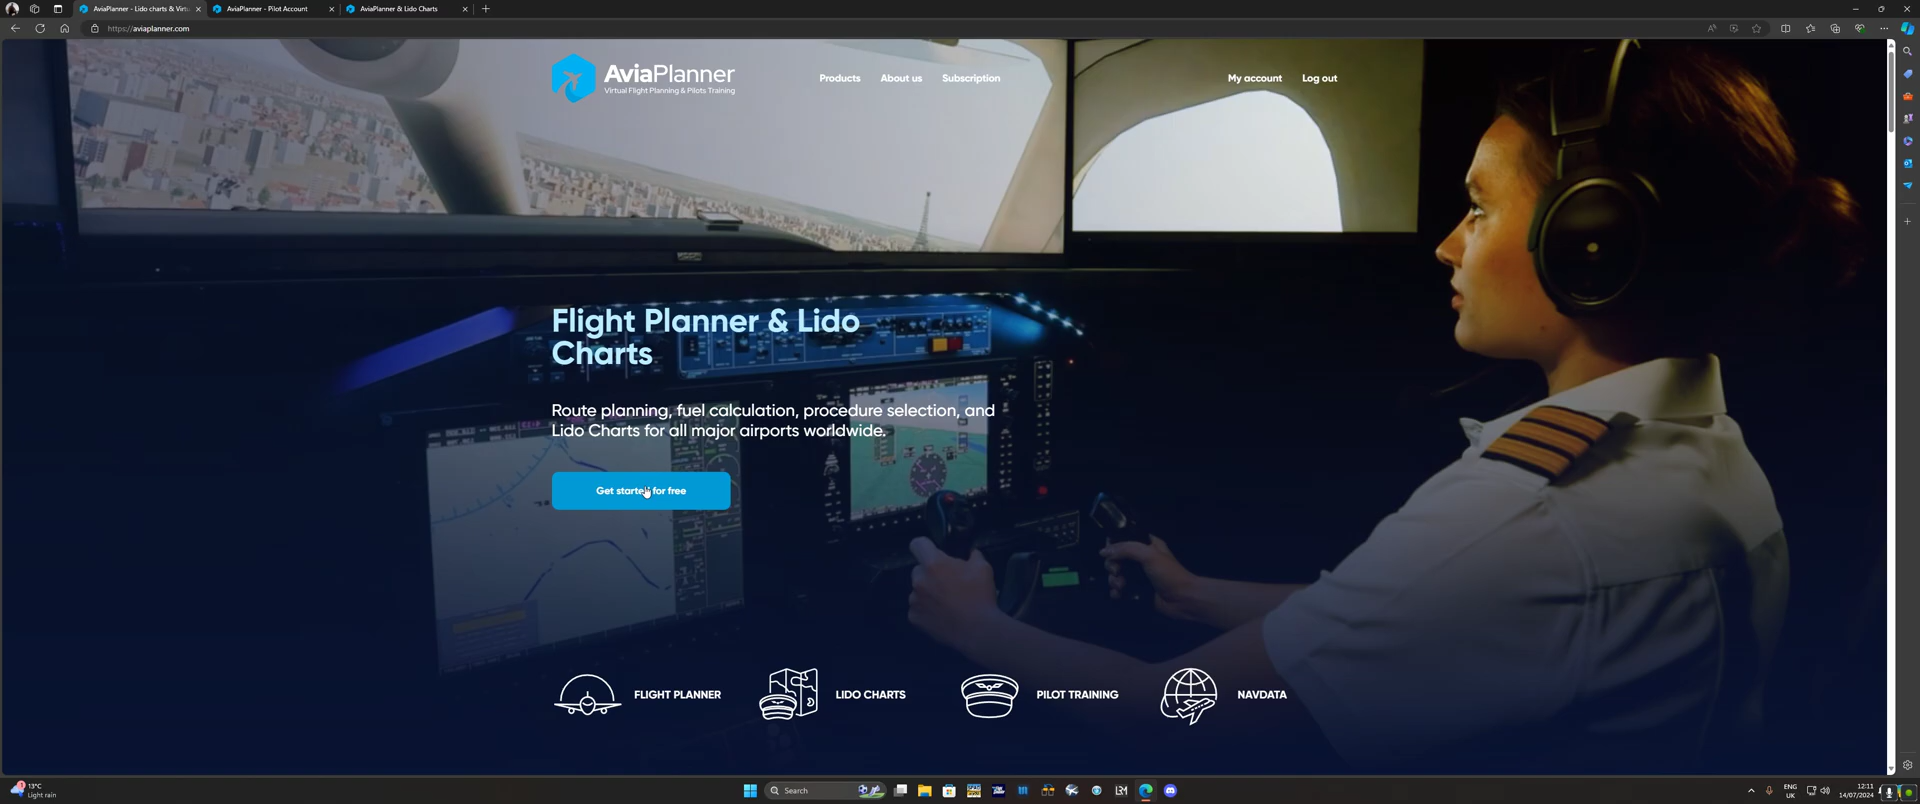 AviaPlanner - Lido charts & Virtu
AviaPlanner - Pilot Account
AviaPlanner & Lido Charts
https://aviaplanner.com
AviaPlanner
Virtual Flight Planning & Pilots Training
Products
About us
Subscription
My account
Log out
Flight Planner & Lido
Charts
Route planning, fuel calculation, procedure selection, and
Lido Charts for all major airports worldwide.
Get started for free
FLIGHT PLANNER
LIDO CHARTS
PILOT TRAINING
NAVDATA
1
13°C
Light rain
Search
LRM
ENG
UK
12:11
14/07/2024